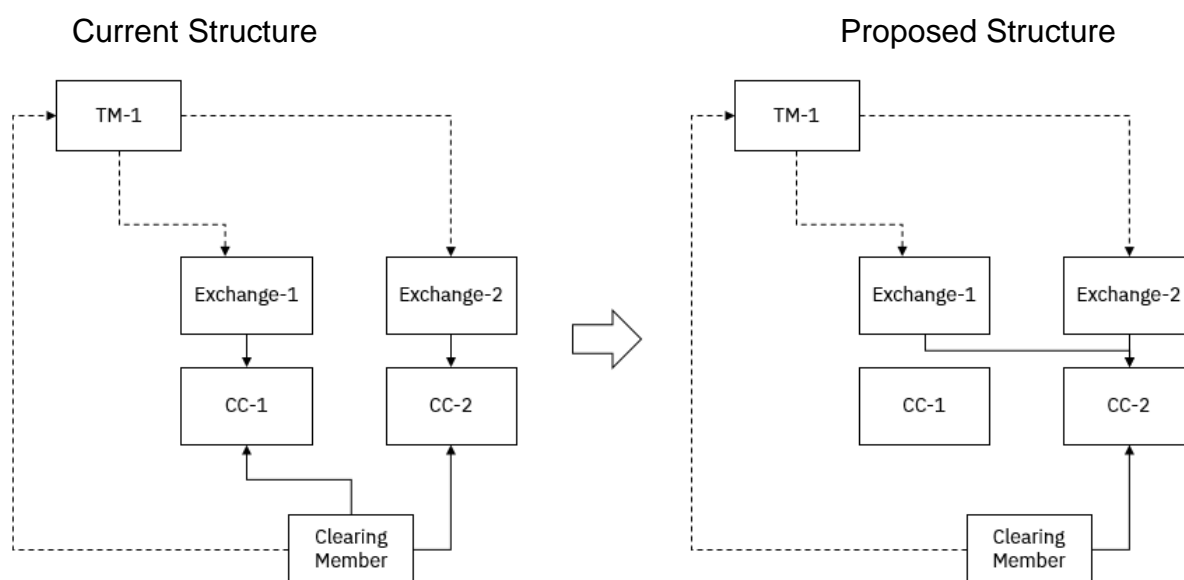 Current Structure
Proposed Structure
TM-1
TM-1
Exchange-1
Exchange-2
Exchange-1
Exchange-2
CC-1
CC-2
CC-1
CC-2
Clearing
Member
Clearing
Member